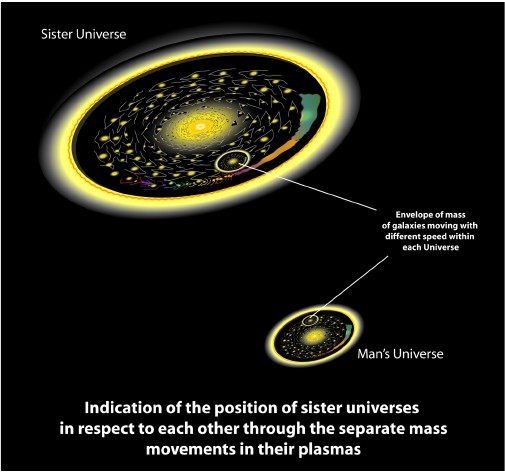 Sister Universe
Envelope of mass
of galaxies moving with
different speed within
each Universe
Man's Universe
Indication of the position of sister universes
in respect to each other through the separate mass
movements in their plasmas